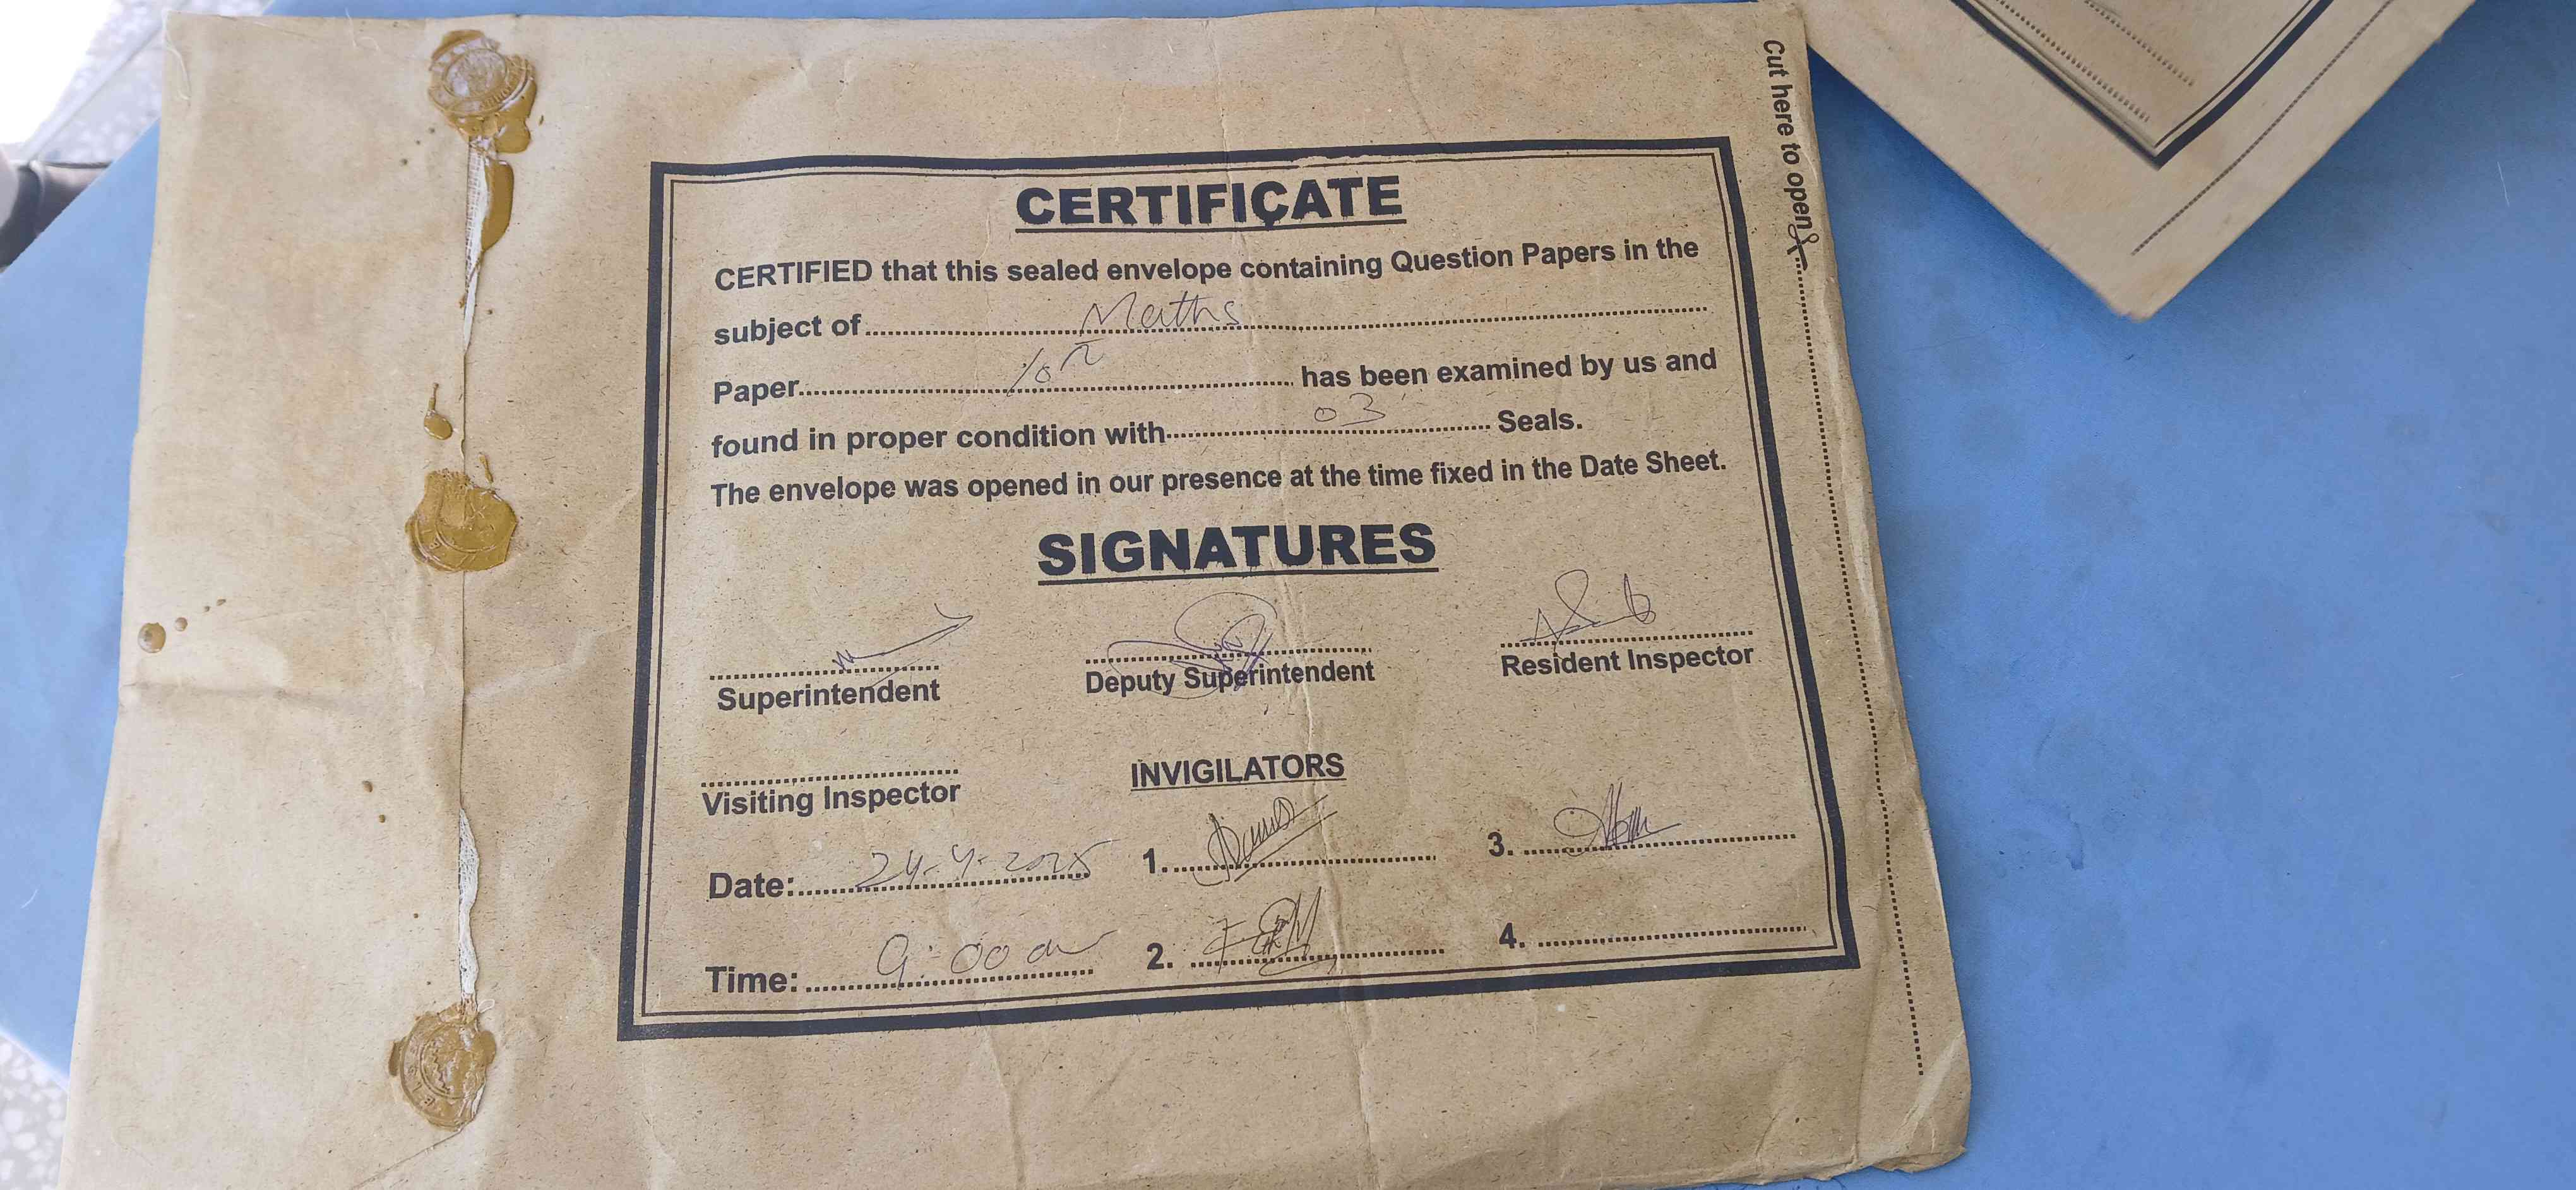 Cut here to open
CERTIFICATE
CERTIFIED that this sealed envelope containing Question Papers in the
subject of Maths
Paper 10th has been examined by us and
found in proper condition with 03 Seals.
The envelope was opened in our presence at the time fixed in the Date Sheet.
SIGNATURES
Superintendent Deputy Superintendent Resident Inspector
Visiting Inspector INVIGILATORS
Date: 24-4-2025 1. 3.
Time: 9:00 am 2. 4.